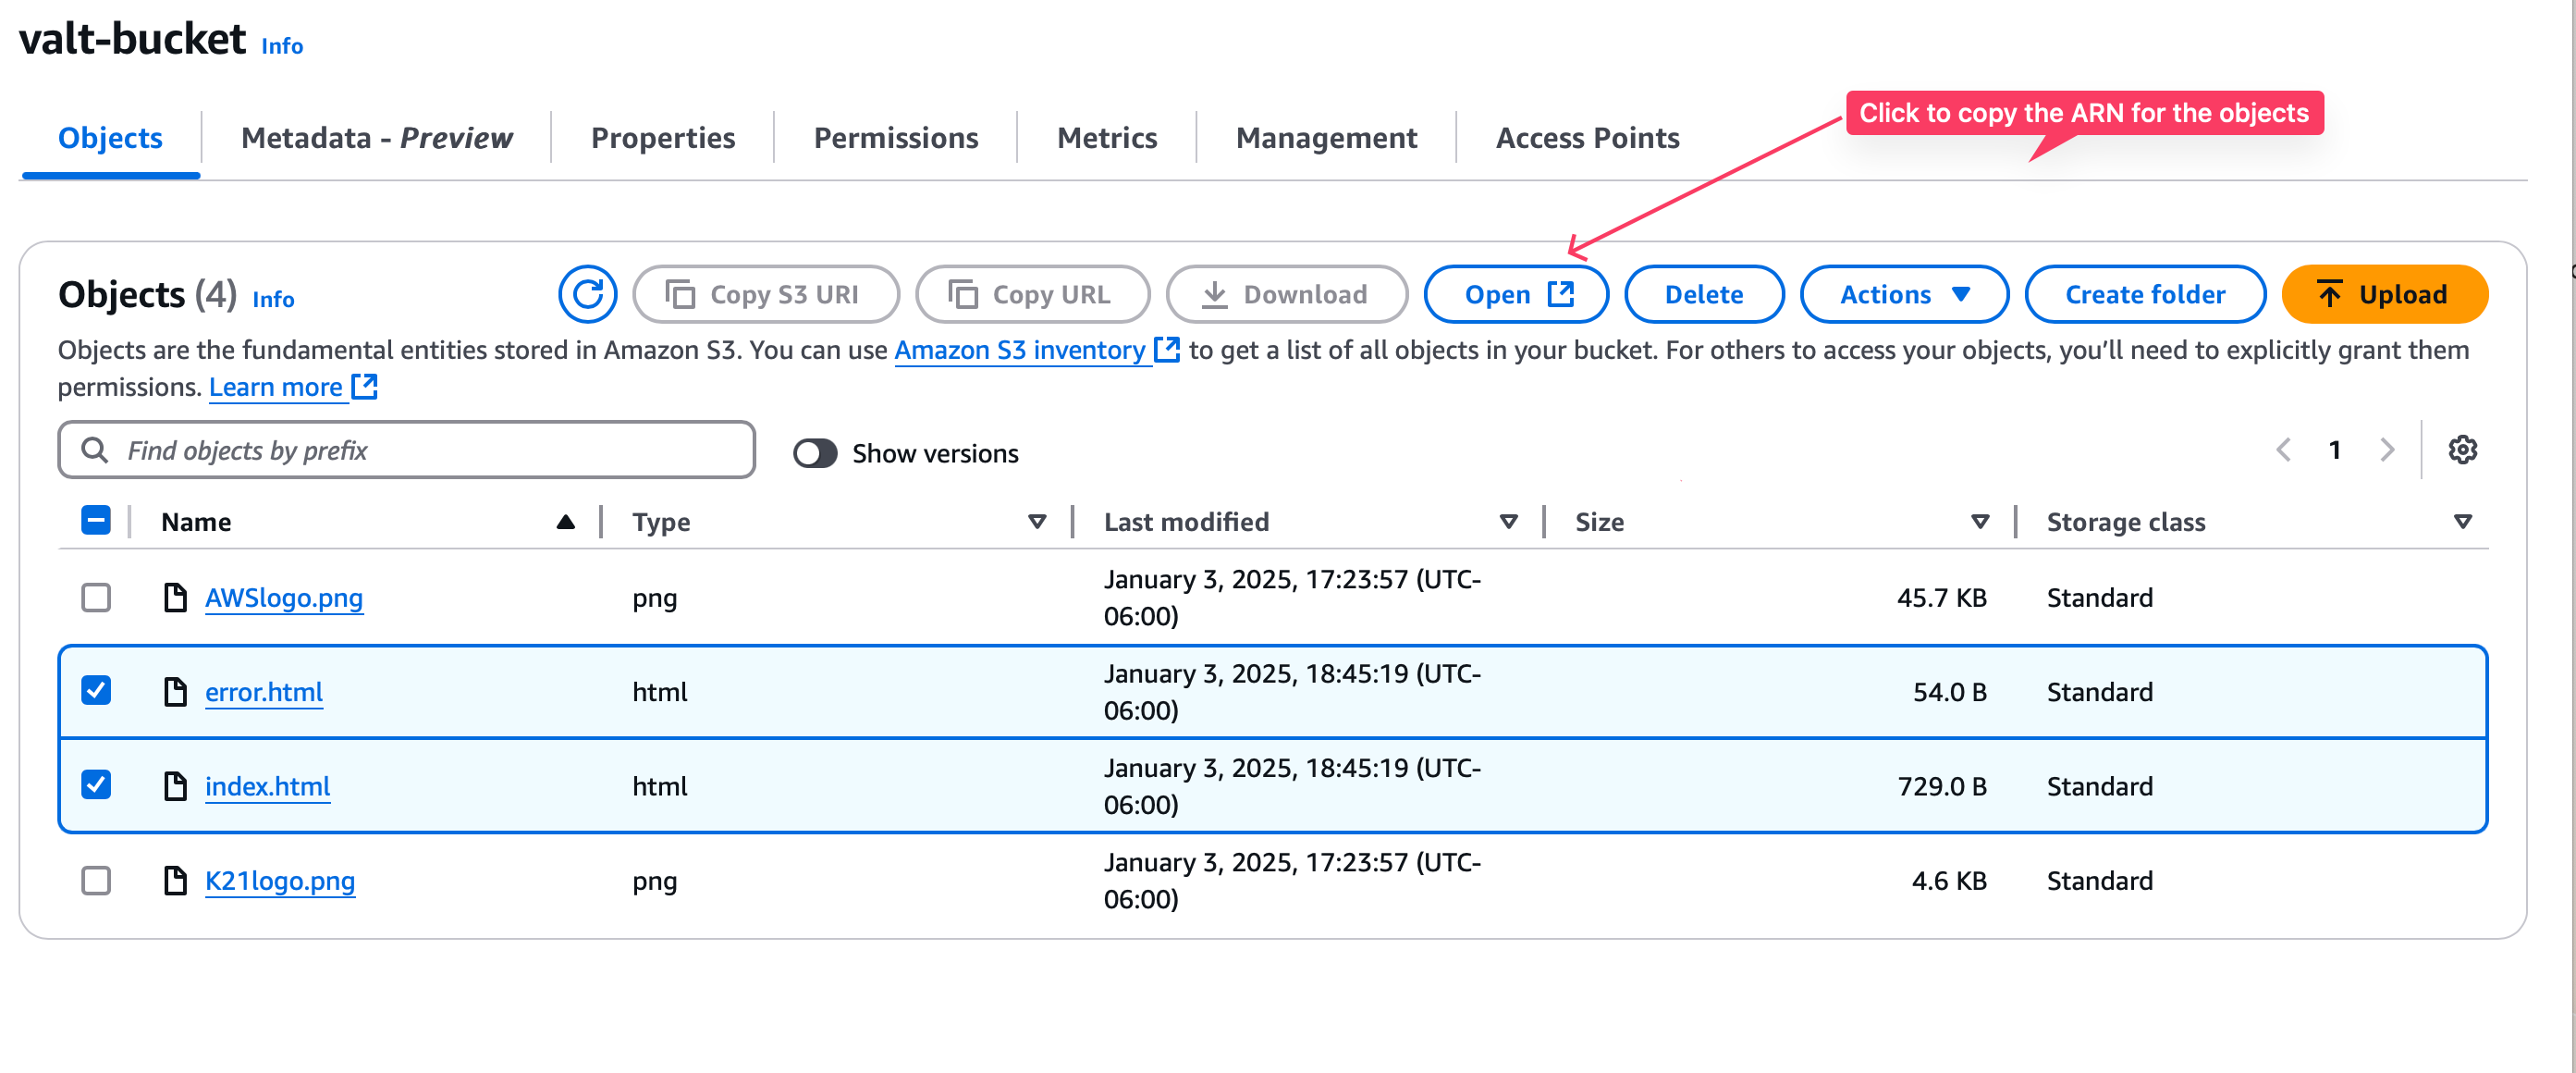 valt-bucket Info
Click to copy the ARN for the objects
Objects Metadata - Preview Properties Permissions Metrics Management Access Points
Objects (4) Info Copy S3 URI Copy URL Download Open Delete Actions Create folder Upload
Objects are the fundamental entities stored in Amazon S3. You can use Amazon S3 inventory to get a list of all objects in your bucket. For others to access your objects, you’ll need to explicitly grant them
permissions. Learn more
Find objects by prefix Show versions 1
Name Type Last modified Size Storage class
AWSlogo.png png January 3, 2025, 17:23:57 (UTC-
06:00) 45.7 KB Standard
error.html html January 3, 2025, 18:45:19 (UTC-
06:00) 54.0 B Standard
index.html html January 3, 2025, 18:45:19 (UTC-
06:00) 729.0 B Standard
K21logo.png png January 3, 2025, 17:23:57 (UTC-
06:00) 4.6 KB Standard